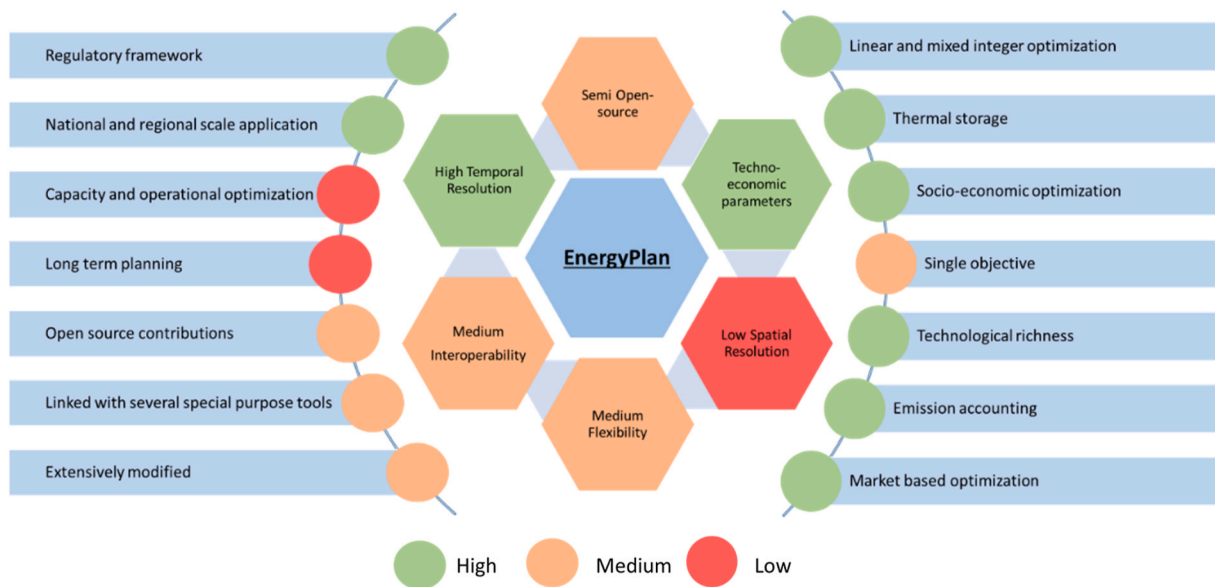 Regulatory framework
National and regional scale application
Capacity and operational optimization
Long term planning
Open source contributions
Linked with several special purpose tools
Extensively modified
Semi Open-
source
High Temporal
Resolution
Techno-
economic
parameters
EnergyPlan
Medium
Interoperability
Low Spatial
Resolution
Medium
Flexibility
Linear and mixed integer optimization
Thermal storage
Socio-economic optimization
Single objective
Technological richness
Emission accounting
Market based optimization
High
Medium
Low